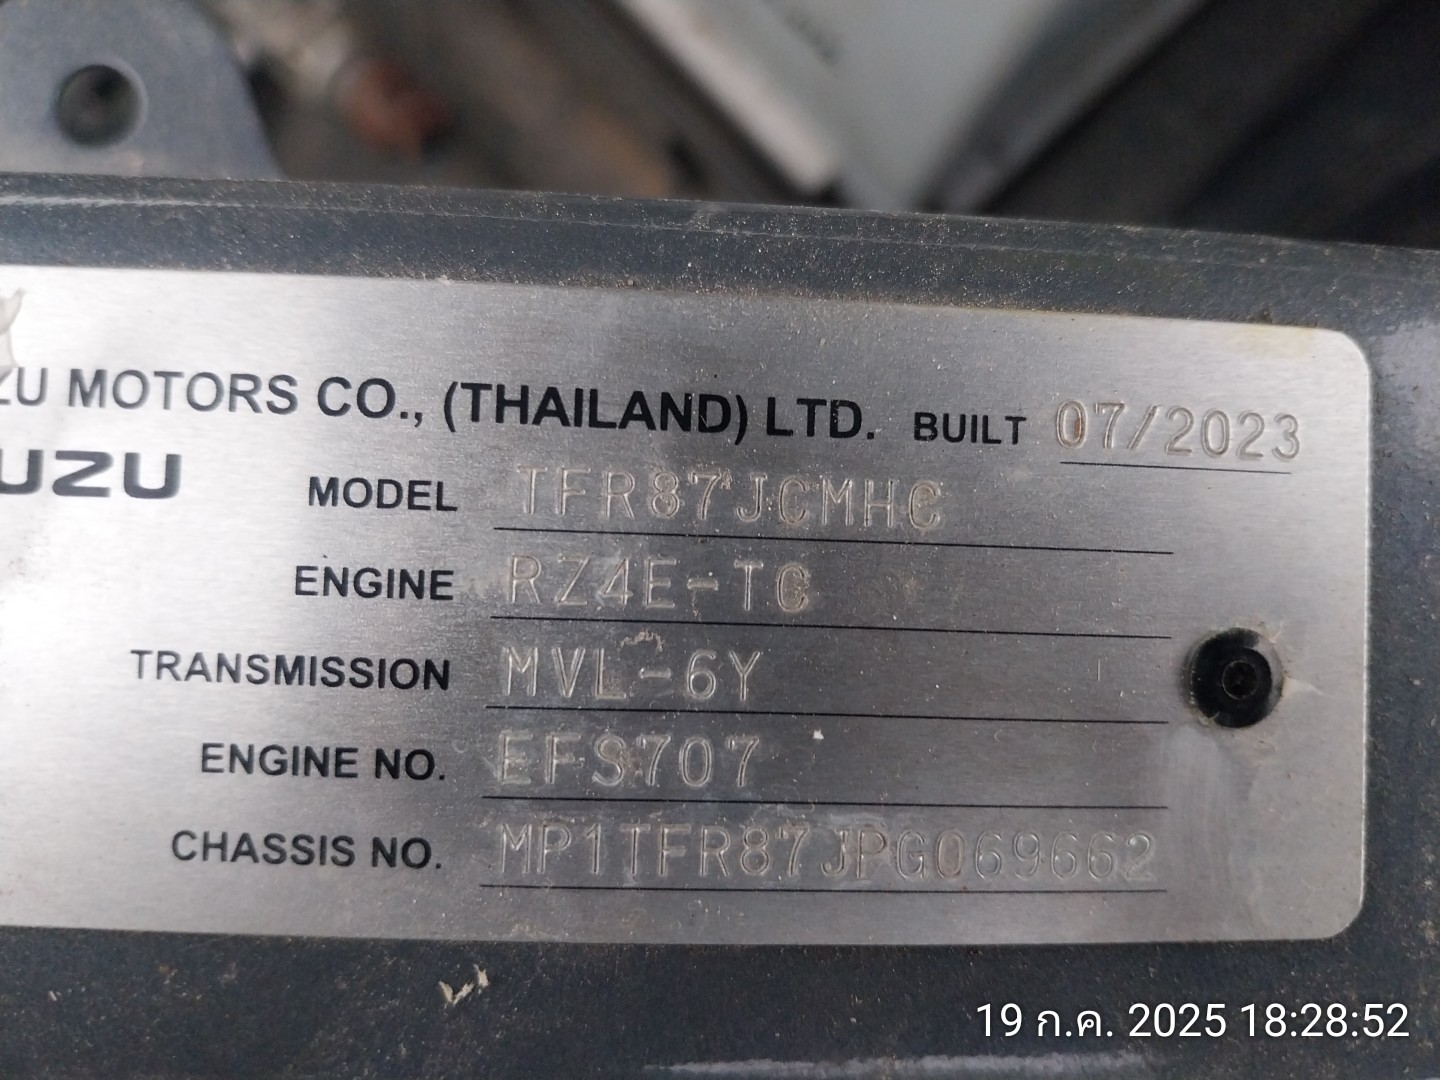 ZU MOTORS CO., (THAILAND) LTD. BUILT 07/2023
UZU
MODEL TFR87JCMHC
ENGINE RZ4E-TC
TRANSMISSION MVL-6Y
ENGINE NO. EFS707
CHASSIS NO. MP1TFR87JPG069662
19 ก.ค. 2025 18:28:52